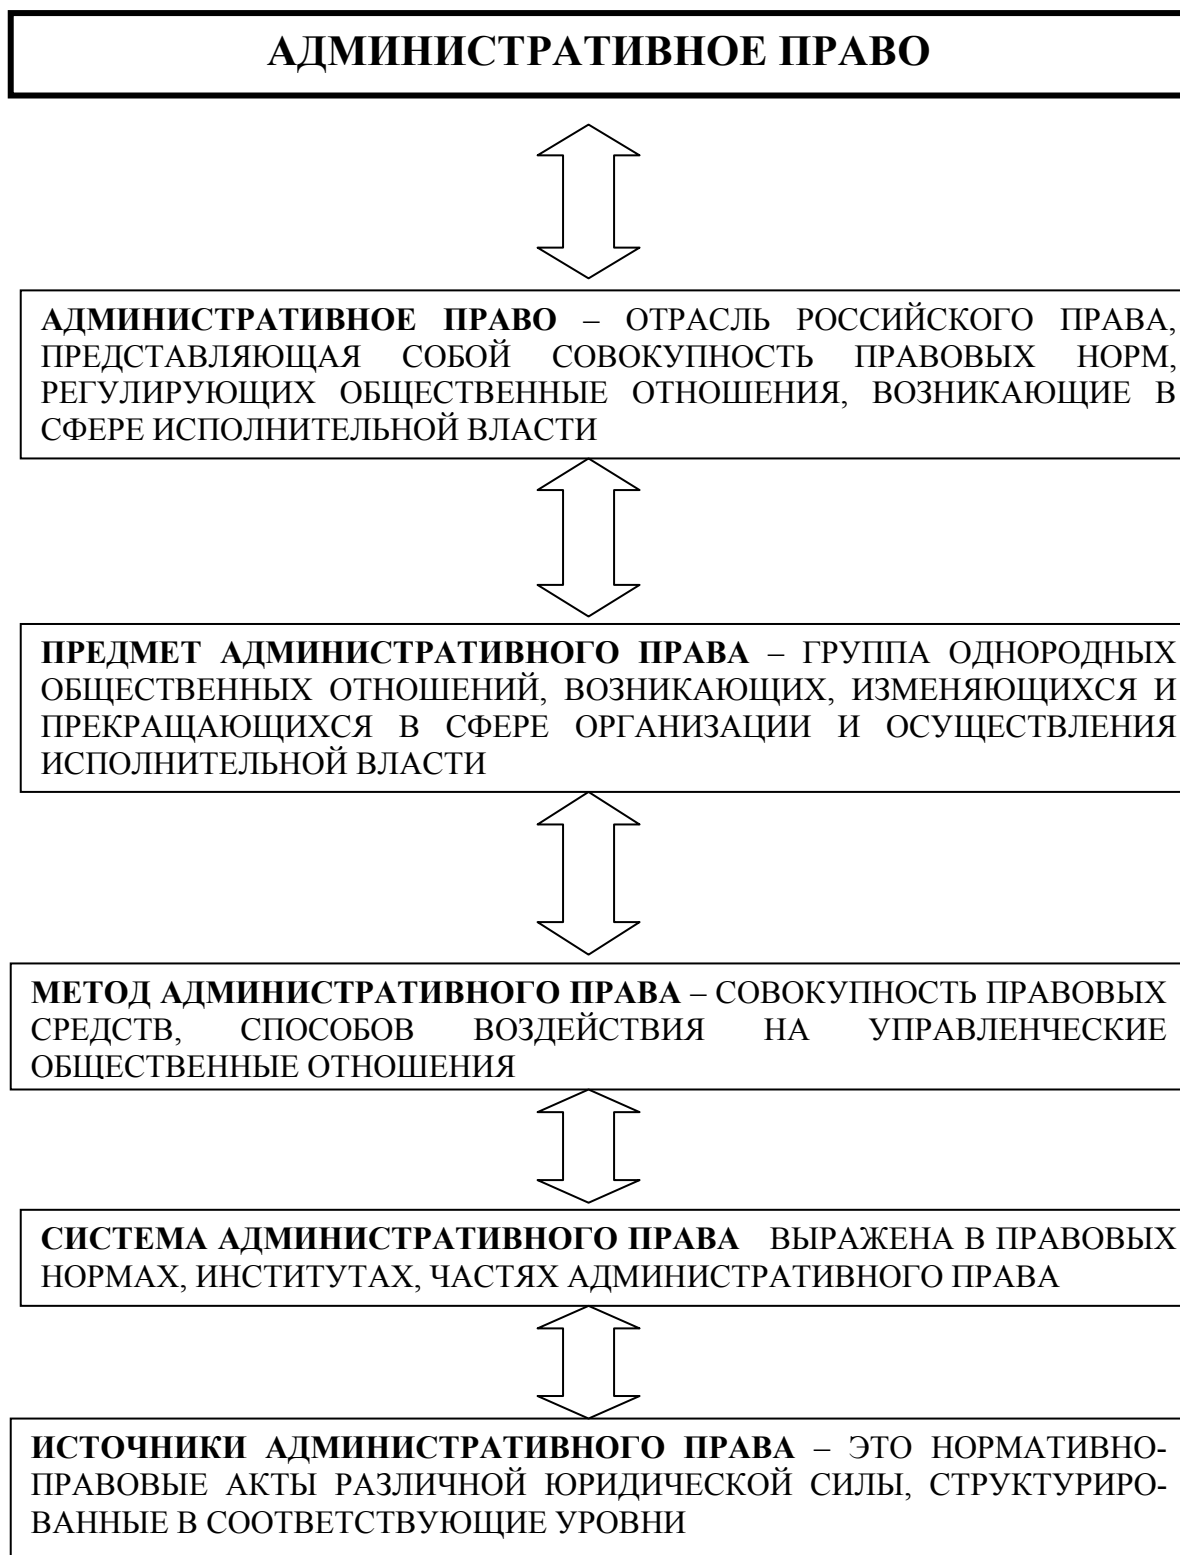 АДМИНИСТРАТИВНОЕ ПРАВО
АДМИНИСТРАТИВНОЕ ПРАВО – ОТРАСЛЬ РОССИЙСКОГО ПРАВА,
ПРЕДСТАВЛЯЮЩАЯ СОБОЙ СОВОКУПНОСТЬ ПРАВОВЫХ НОРМ,
РЕГУЛИРУЮЩИХ ОБЩЕСТВЕННЫЕ ОТНОШЕНИЯ, ВОЗНИКАЮЩИЕ В
СФЕРЕ ИСПОЛНИТЕЛЬНОЙ ВЛАСТИ
ПРЕДМЕТ АДМИНИСТРАТИВНОГО ПРАВА – ГРУППА ОДНОРОДНЫХ
ОБЩЕСТВЕННЫХ ОТНОШЕНИЙ, ВОЗНИКАЮЩИХ, ИЗМЕНЯЮЩИХСЯ И
ПРЕКРАЩАЮЩИХСЯ В СФЕРЕ ОРГАНИЗАЦИИ И ОСУЩЕСТВЛЕНИЯ
ИСПОЛНИТЕЛЬНОЙ ВЛАСТИ
МЕТОД АДМИНИСТРАТИВНОГО ПРАВА – СОВОКУПНОСТЬ ПРАВОВЫХ
СРЕДСТВ, СПОСОБОВ ВОЗДЕЙСТВИЯ НА УПРАВЛЕНЧЕСКИЕ
ОБЩЕСТВЕННЫЕ ОТНОШЕНИЯ
СИСТЕМА АДМИНИСТРАТИВНОГО ПРАВА ВЫРАЖЕНА В ПРАВОВЫХ
НОРМАХ, ИНСТИТУТАХ, ЧАСТЯХ АДМИНИСТРАТИВНОГО ПРАВА
ИСТОЧНИКИ АДМИНИСТРАТИВНОГО ПРАВА – ЭТО НОРМАТИВНО-
ПРАВОВЫЕ АКТЫ РАЗЛИЧНОЙ ЮРИДИЧЕСКОЙ СИЛЫ, СТРУКТУРИРО-
ВАННЫЕ В СООТВЕТСТВУЮЩИЕ УРОВНИ